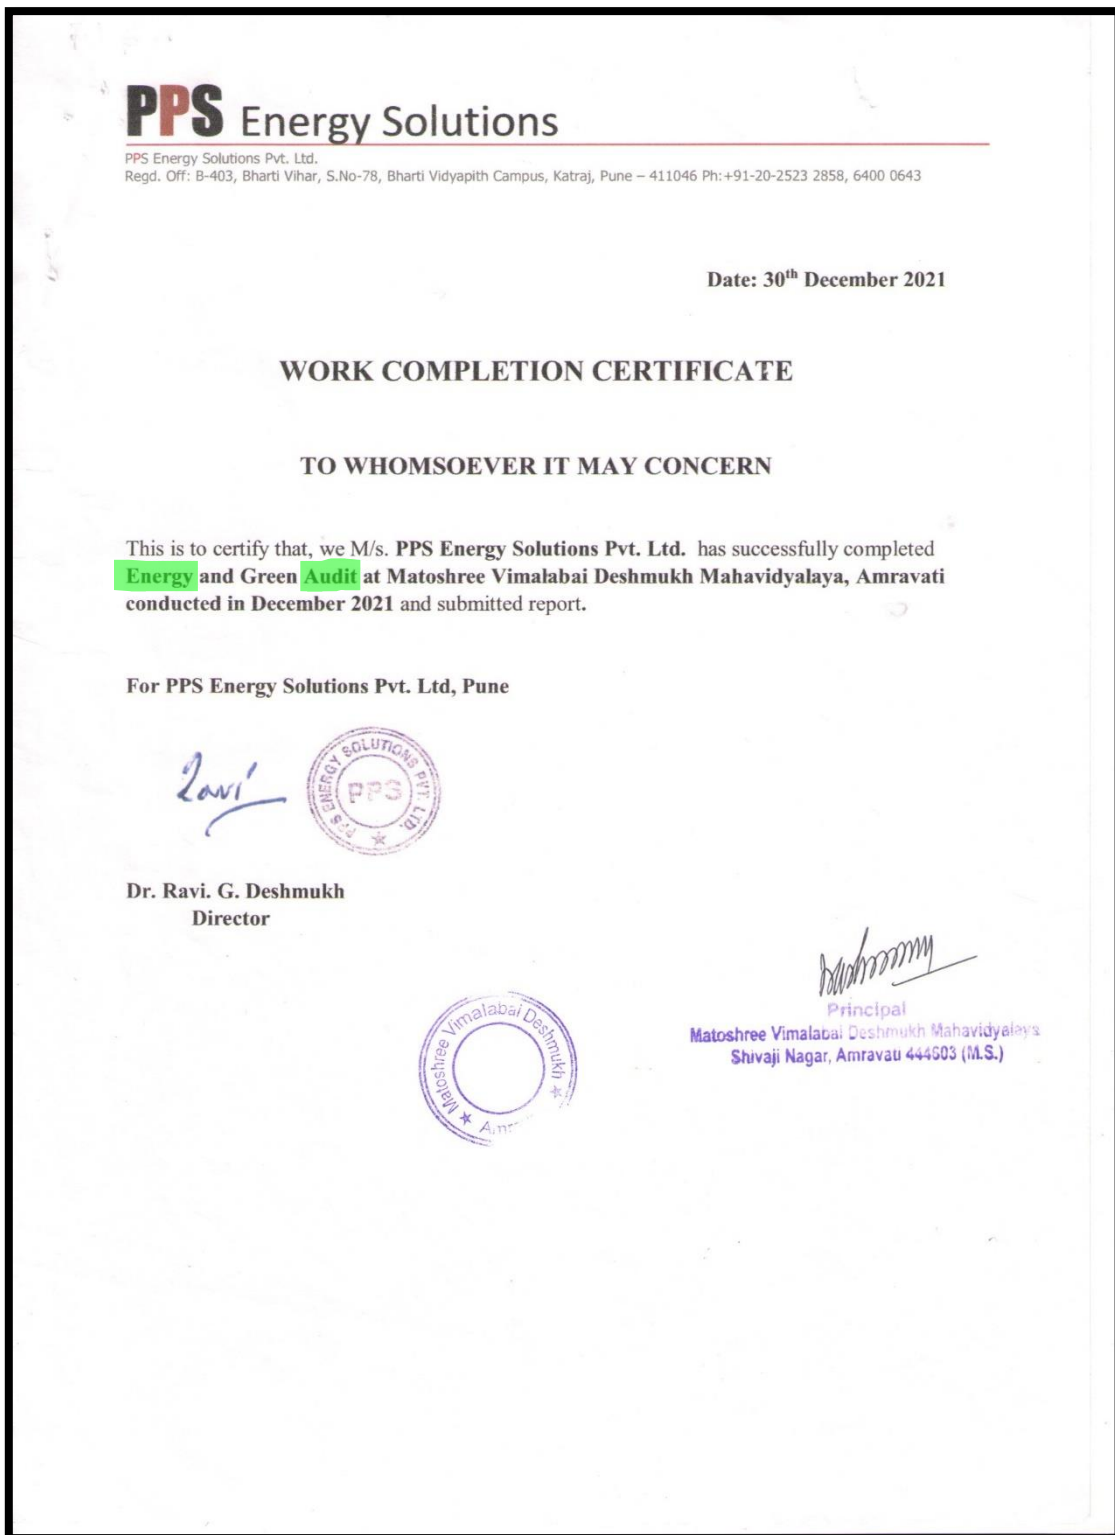 PPS Energy Solutions
PPS Energy Solutions Pvt. Ltd.
Regd. Off: B-403, Bharti Vihar, S.No-78, Bharti Vidyapith Campus, Katraj, Pune – 411046 Ph:+91-20-2523 2858, 6400 0643
Date: 30th December 2021
WORK COMPLETION CERTIFICATE
TO WHOMSOEVER IT MAY CONCERN
This is to certify that, we M/s. PPS Energy Solutions Pvt. Ltd. has successfully completed
Energy and Green Audit at Matoshree Vimalabai Deshmukh Mahavidyalaya, Amravati
conducted in December 2021 and submitted report.
For PPS Energy Solutions Pvt. Ltd, Pune
Ravi
PPS ENERGY SOLUTIONS PVT. LTD.
PPS
Dr. Ravi. G. Deshmukh
Director
Principal
Matoshree Vimalabai Deshmukh Mahavidyalaya
Shivaji Nagar, Amravati 444603 (M.S.)
Matoshree Vimalabai Deshmukh